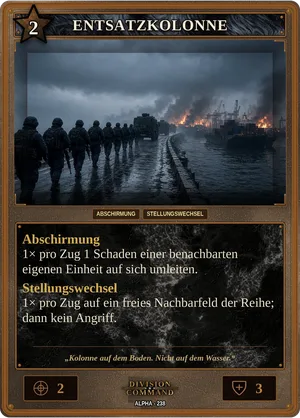 2
ENTSATZKOLONNE
ABSCHIRMUNG
STELLUNGSWECHSEL
Abschirmung
1× pro Zug 1 Schaden einer benachbarten
eigenen Einheit auf sich umleiten.
Stellungswechsel
1× pro Zug auf ein freies Nachbarfeld der Reihe;
dann kein Angriff.
„Kolonne auf dem Boden. Nicht auf dem Wasser.“
2
DIVISION
COMMAND
ALPHA - 238
3